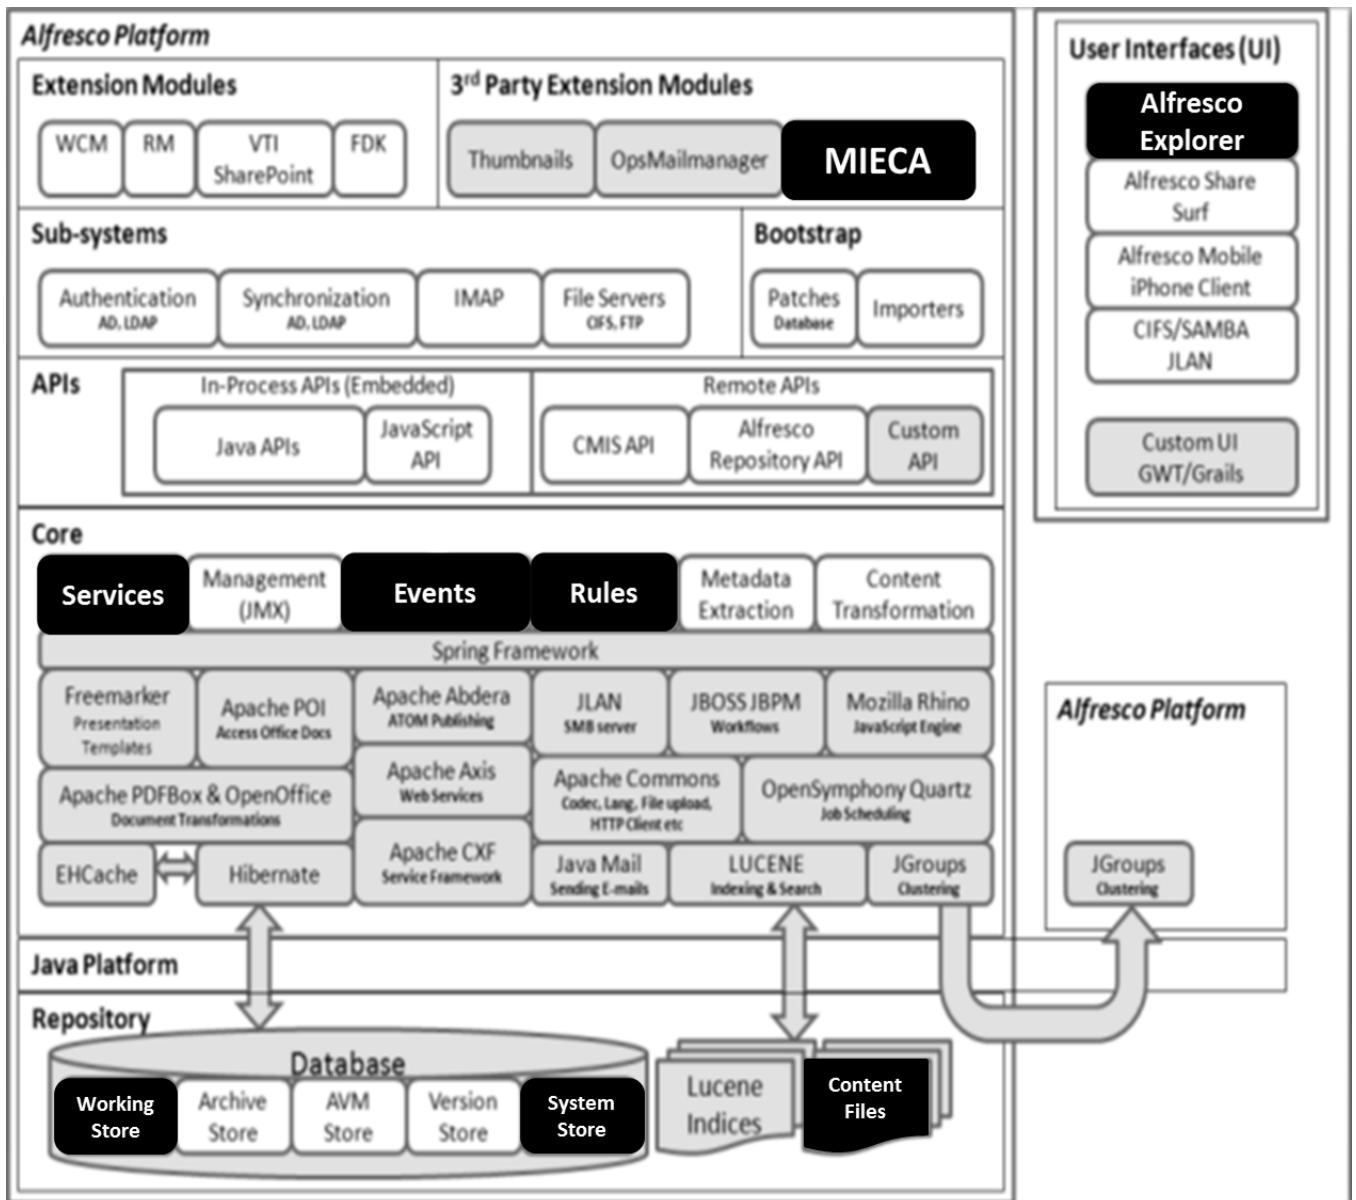 Alfresco Platform
Extension Modules
WCM
RM
VTI
SharePoint
FDK
3rd Party Extension Modules
Thumbnails
OpsMailmanager
MIECA
Sub-systems
Authentication
AD, LDAP
Synchronization
AD, LDAP
IMAP
File Servers
CIFS, FTP
Bootstrap
Patches
Database
Importers
APIs
In-Process APIs (Embedded)
Java APIs
JavaScript
API
Remote APIs
CMIS API
Alfresco
Repository API
Custom
API
Core
Services
Management
(JMX)
Events
Rules
Metadata
Extraction
Content
Transformation
Spring Framework
Freemarker
Presentation
Templates
Apache POI
Access Office Docs
Apache Abdera
ATOM Publishing
JLAN
SMB server
JBOSS JBPM
Workflows
Mozilla Rhino
JavaScript Engine
Apache PDFBox & OpenOffice
Document Transformations
Apache Axis
Web Services
Apache Commons
Codec, Lang, File upload,
HTTP Client etc
OpenSymphony Quartz
Job Scheduling
EHCache
Hibernate
Apache CXF
Service Framework
Java Mail
Sending E-mails
LUCENE
Indexing & Search
JGroups
Clustering
Java Platform
Repository
Database
Working
Store
Archive
Store
AVM
Store
Version
Store
System
Store
Lucene
Indices
Content
Files
User Interfaces (UI)
Alfresco
Explorer
Alfresco Share
Surf
Alfresco Mobile
iPhone Client
CIFS/SAMBA
JLAN
Custom UI
GWT/Grails
Alfresco Platform
JGroups
Clustering